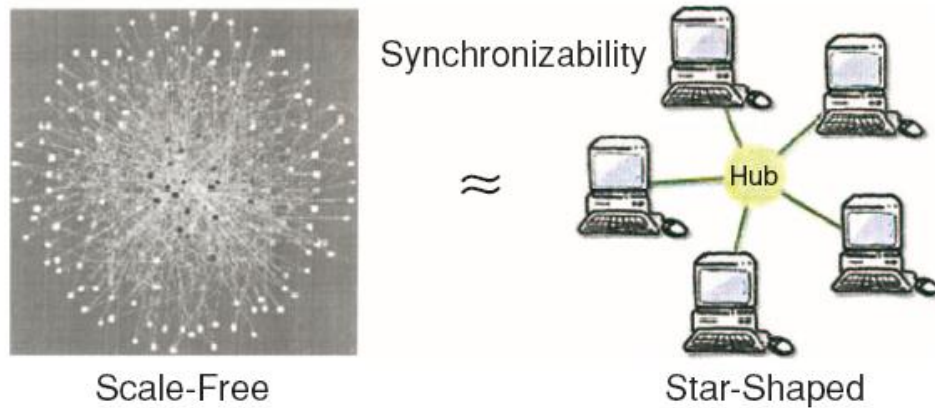 Synchronizability
≈
Hub
Scale-Free
Star-Shaped